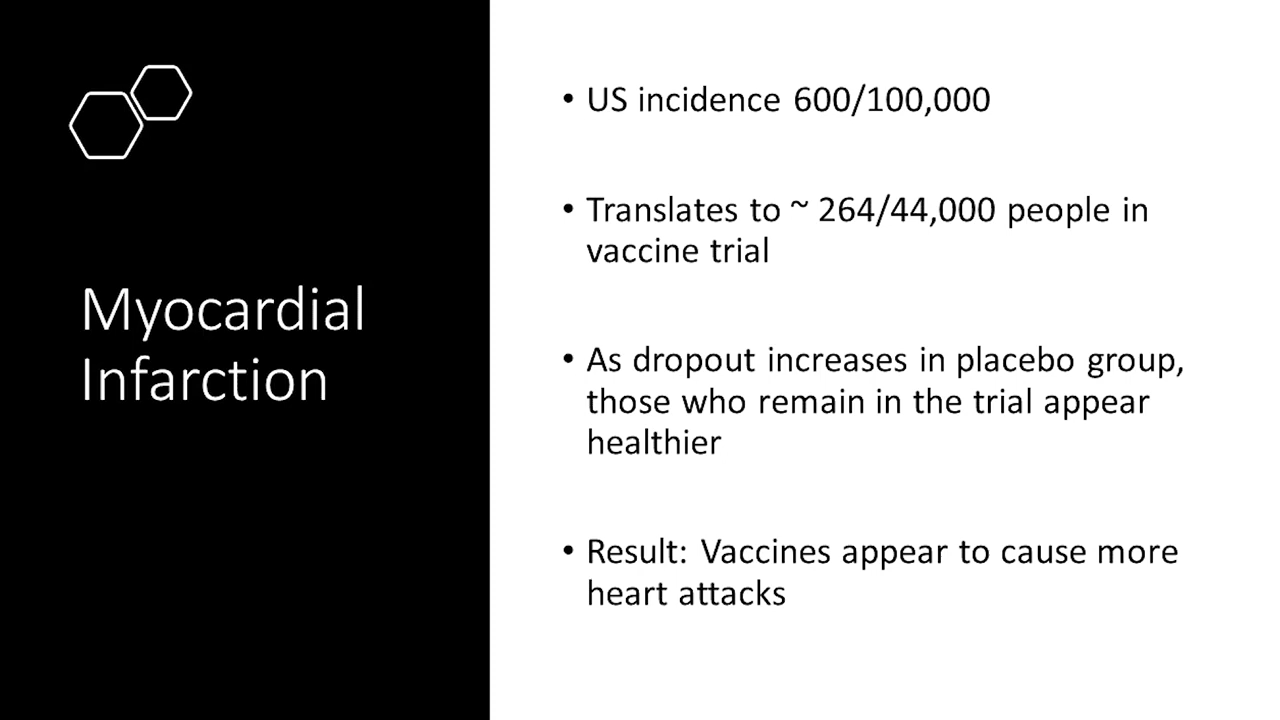 Myocardial
Infarction
• US incidence 600/100,000
• Translates to ~ 264/44,000 people in
vaccine trial
• As dropout increases in placebo group,
those who remain in the trial appear
healthier
• Result: Vaccines appear to cause more
heart attacks